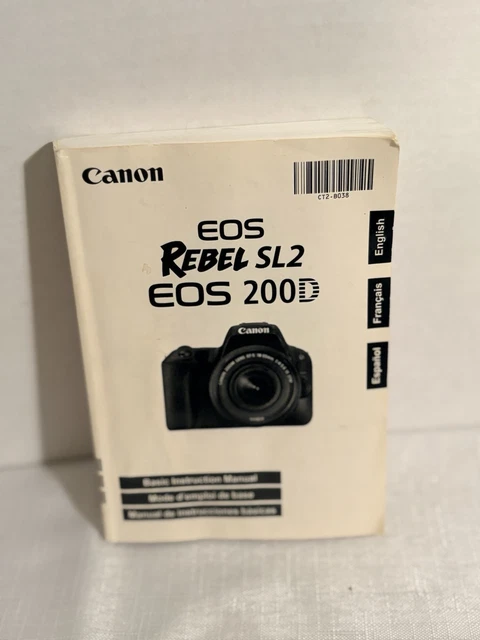 Canon
CT2-8038
EOS
REBEL SL2
EOS 200D
English
Français
Español
Canon
Basic Instruction Manual
Mode d'emploi de base
Manual de instrucciones básicas